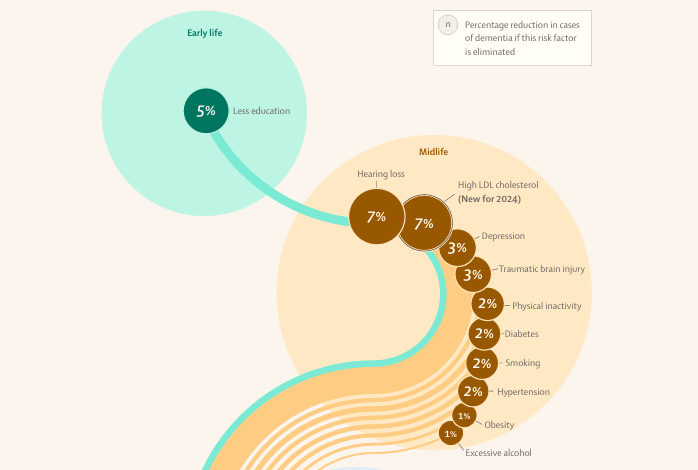 Early life
n
Percentage reduction in cases
of dementia if this risk factor
is eliminated
5%
Less education
Midlife
Hearing loss
7%
High LDL cholesterol
(New for 2024)
7%
3%
Depression
3%
Traumatic brain injury
2%
Physical inactivity
2%
Diabetes
2%
Smoking
2%
Hypertension
1%
Obesity
1%
Excessive alcohol